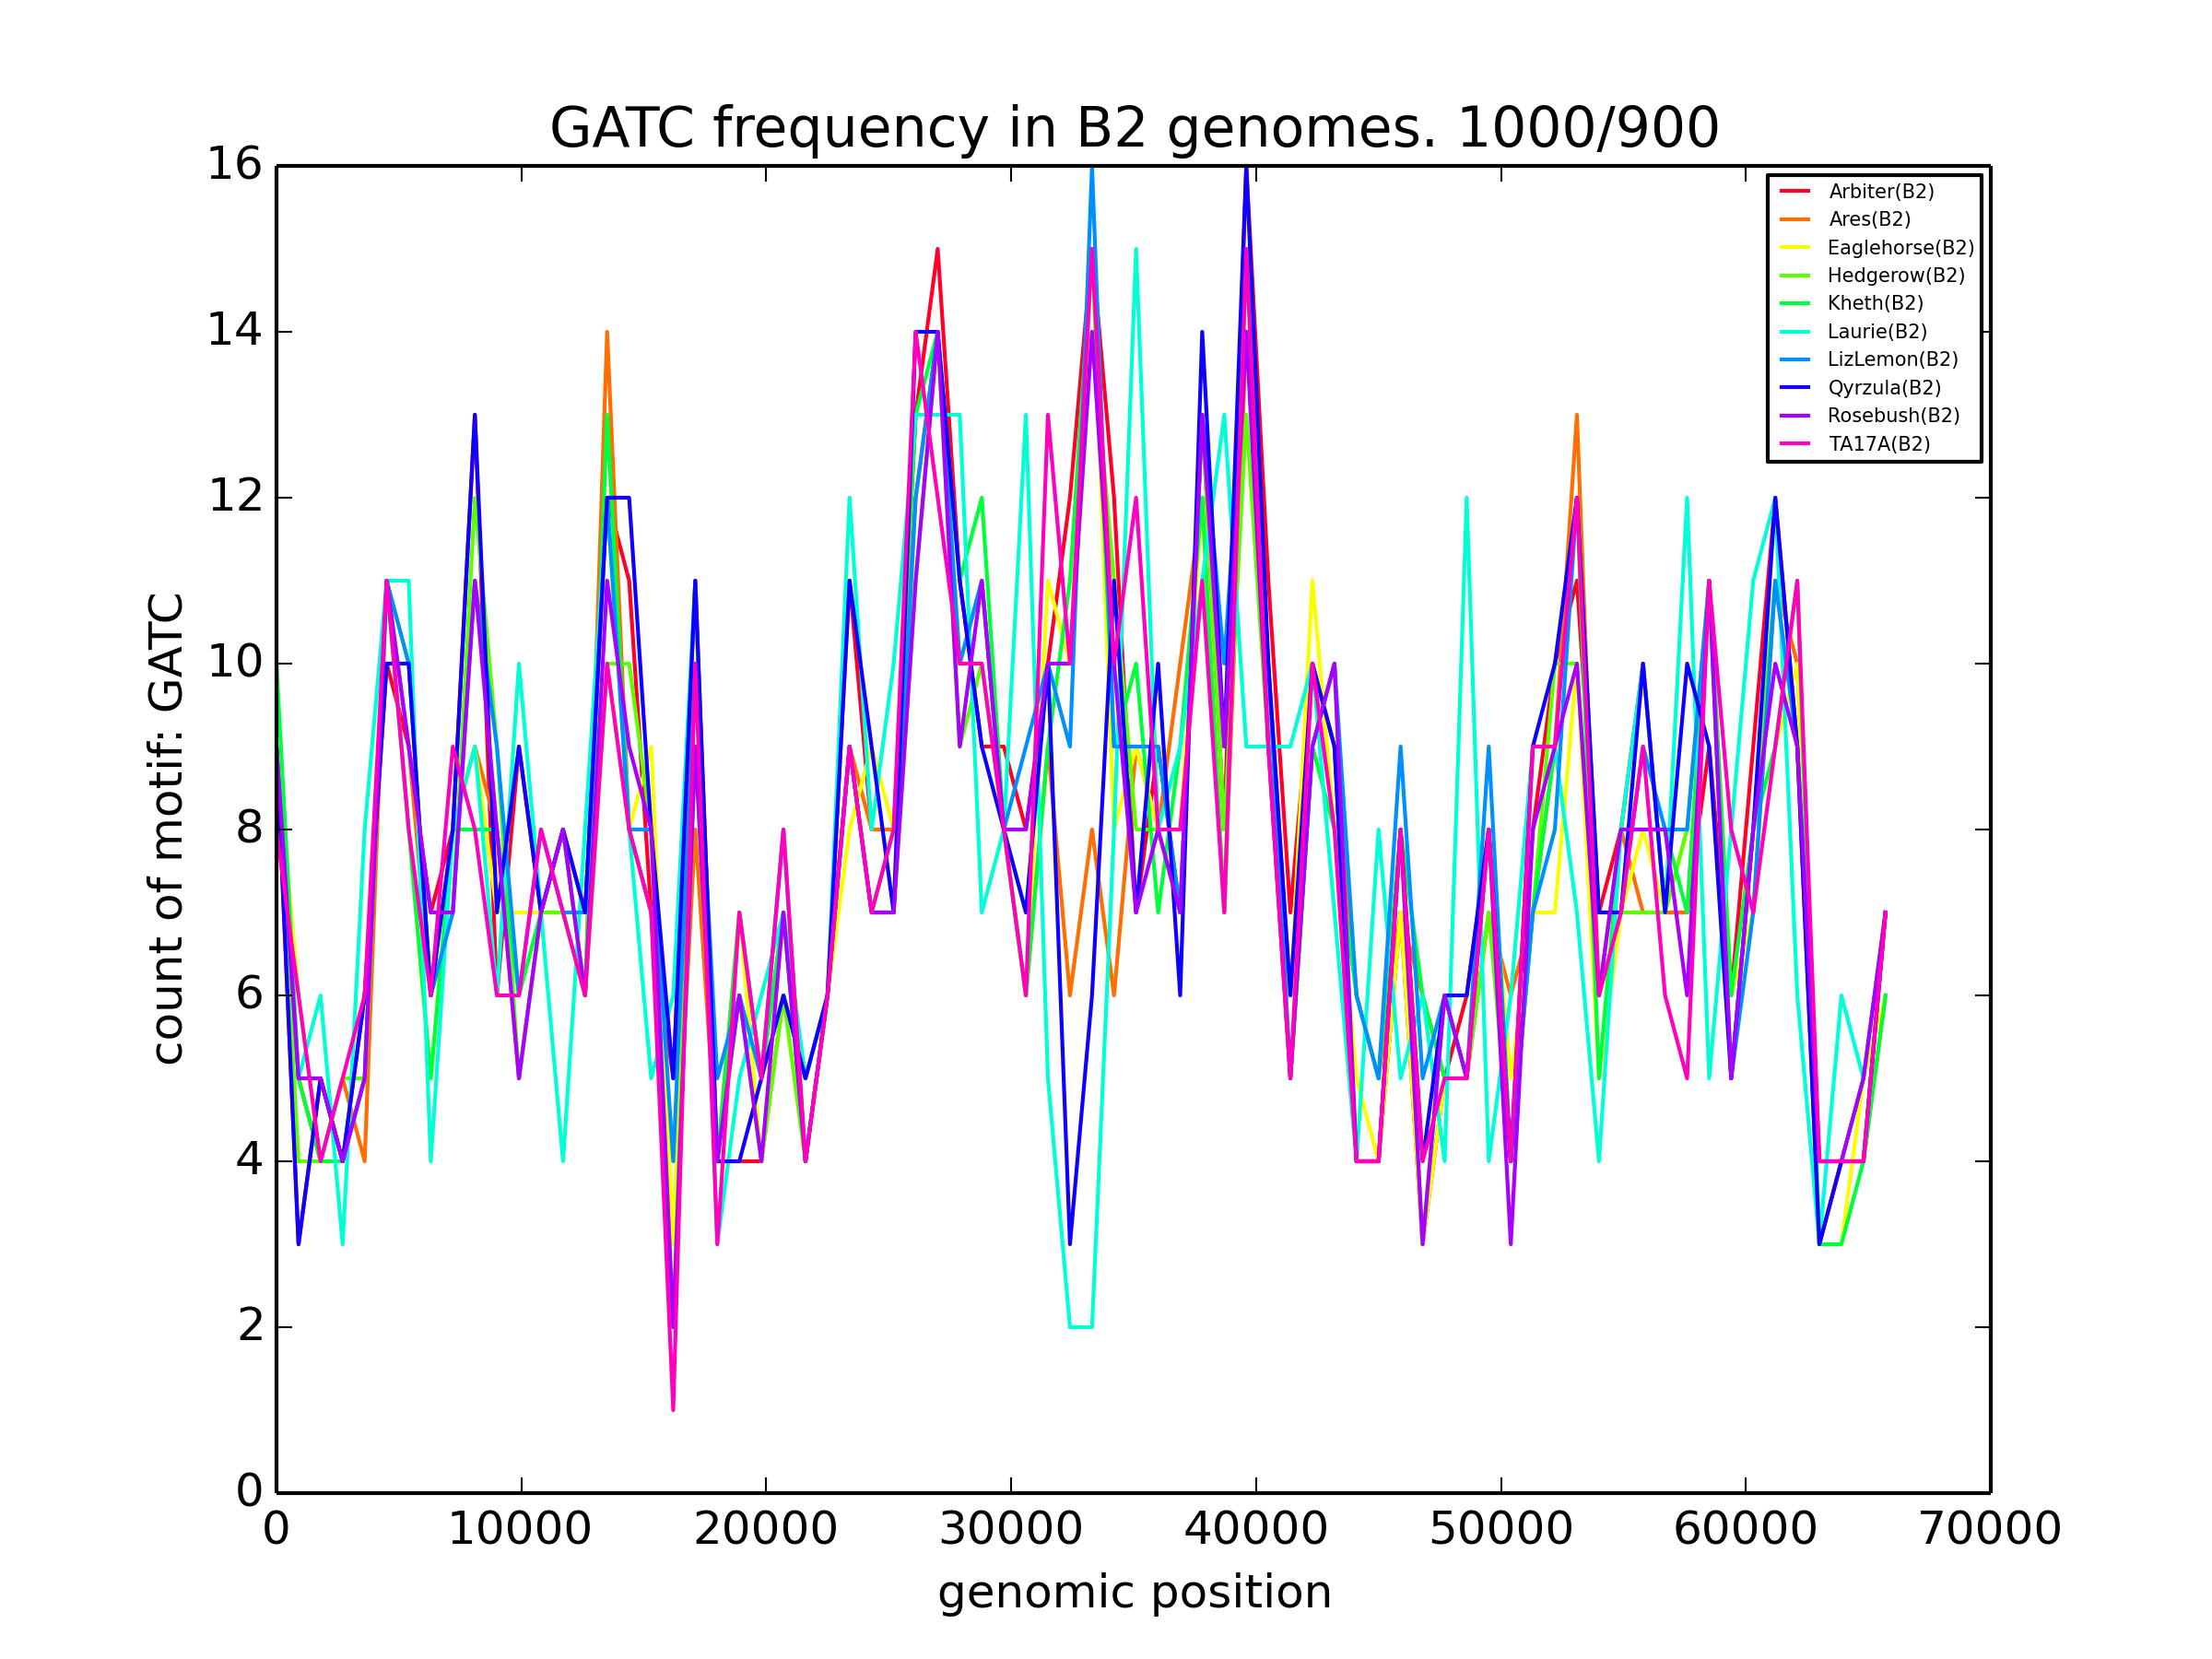 GATC frequency in B2 genomes. 1000/900
16
14
12
10
8
6
4
2
0
count of motif: GATC
Arbiter(B2)
Ares(B2)
Eaglehorse(B2)
Hedgerow(B2)
Kheth(B2)
Laurie(B2)
LizLemon(B2)
Qyrzula(B2)
Rosebush(B2)
TA17A(B2)
0 10000 20000 30000 40000 50000 60000 70000
genomic position